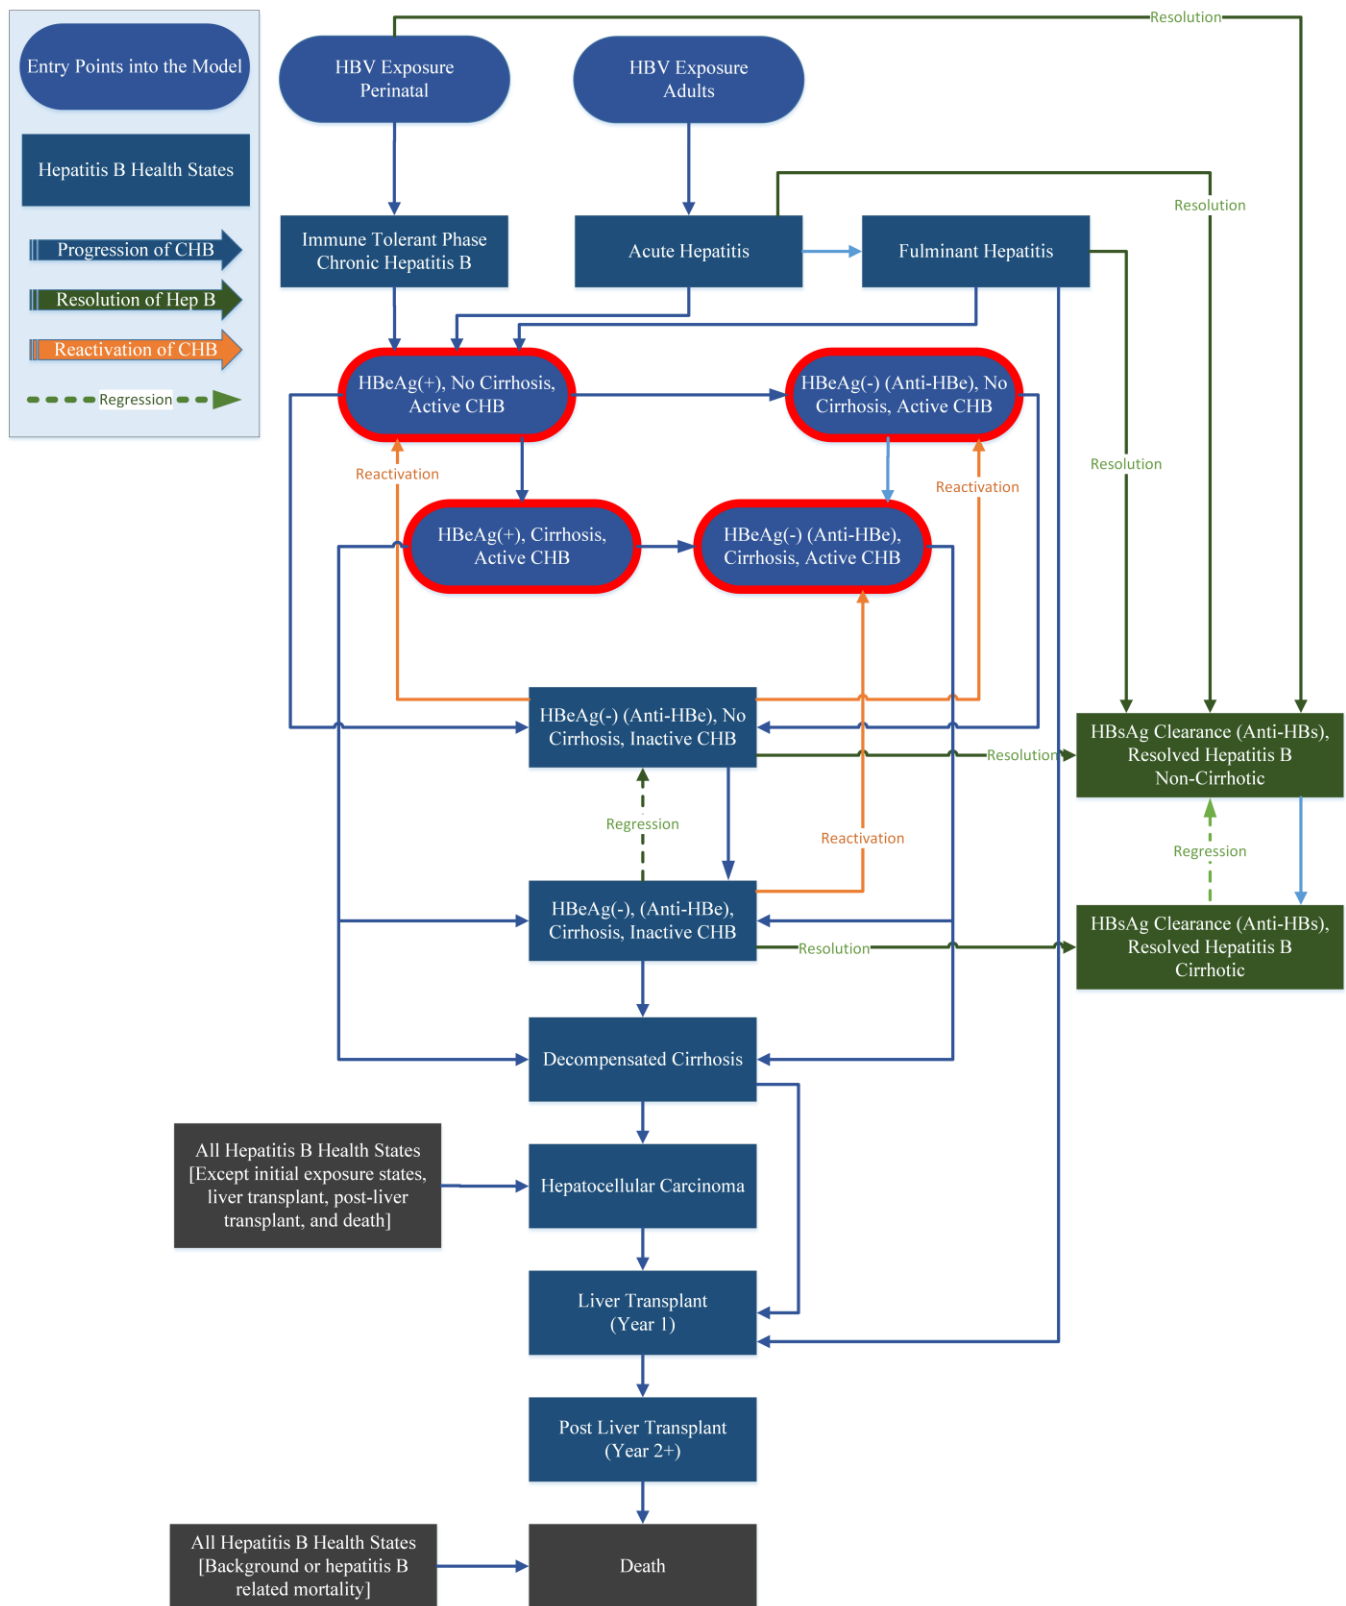 Entry Points into the Model
Hepatitis B Health States
Progression of CHB
Resolution of Hep B
Reactivation of CHB
Regression
Resolution
HBV Exposure
Perinatal
HBV Exposure
Adults
Resolution
Immune Tolerant Phase
Chronic Hepatitis B
Acute Hepatitis
Fulminant Hepatitis
HBeAg(+), No Cirrhosis,
Active CHB
HBeAg(-) (Anti-HBe), No
Cirrhosis, Active CHB
Reactivation
Reactivation
Resolution
HBeAg(+), Cirrhosis,
Active CHB
HBeAg(-) (Anti-HBe),
Cirrhosis, Active CHB
HBeAg(-) (Anti-HBe), No
Cirrhosis, Inactive CHB
Resolution
HBsAg Clearance (Anti-HBs),
Resolved Hepatitis B
Non-Cirrhotic
Regression
Reactivation
Regression
HBeAg(-), (Anti-HBe),
Cirrhosis, Inactive CHB
Resolution
HBsAg Clearance (Anti-HBs),
Resolved Hepatitis B
Cirrhotic
Decompensated Cirrhosis
All Hepatitis B Health States
[Except initial exposure states,
liver transplant, post-liver
transplant, and death]
Hepatocellular Carcinoma
Liver Transplant
(Year 1)
Post Liver Transplant
(Year 2+)
All Hepatitis B Health States
[Background or hepatitis B
related mortality]
Death